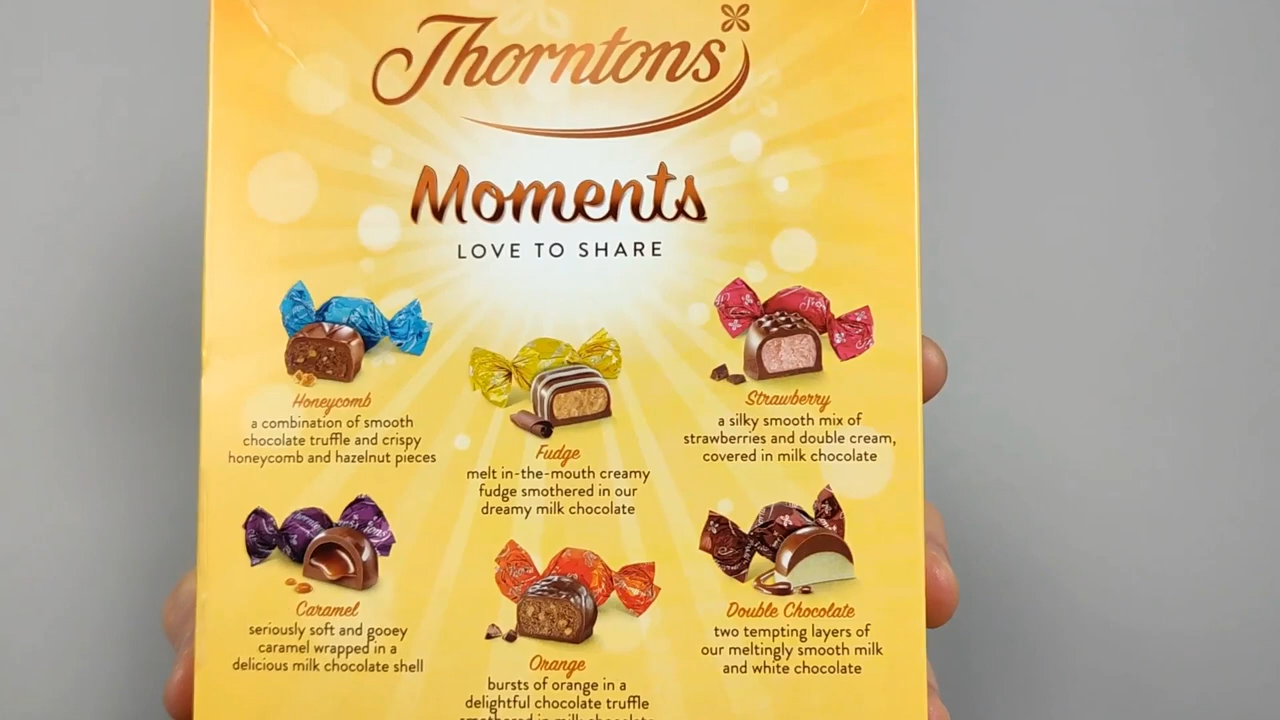 Thorntons
Moments
LOVE TO SHARE
Honeycomb
a combination of smooth
chocolate truffle and crispy
honeycomb and hazelnut pieces
Fudge
melt in-the-mouth creamy
fudge smothered in our
dreamy milk chocolate
Strawberry
a silky smooth mix of
strawberries and double cream,
covered in milk chocolate
Caramel
seriously soft and gooey
caramel wrapped in a
delicious milk chocolate shell
Orange
bursts of orange in a
delightful chocolate truffle
smothered in milk chocolate
Double Chocolate
two tempting layers of
our meltingly smooth milk
and white chocolate